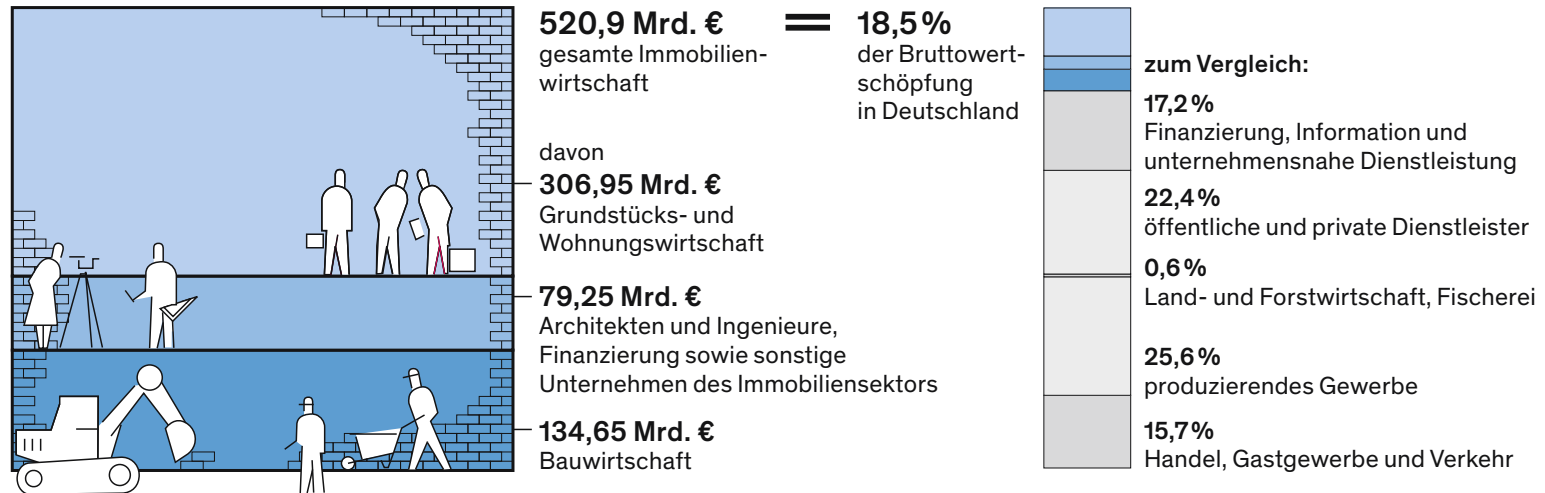 520,9 Mrd. €
gesamte Immobilien-
wirtschaft
=
18,5 %
der Bruttowert-
schöpfung
in Deutschland
davon
306,95 Mrd. €
Grundstücks- und
Wohnungswirtschaft
79,25 Mrd. €
Architekten und Ingenieure,
Finanzierung sowie sonstige
Unternehmen des Immobiliensektors
134,65 Mrd. €
Bauwirtschaft
zum Vergleich:
17,2 %
Finanzierung, Information und
unternehmensnahe Dienstleistung
22,4 %
öffentliche und private Dienstleister
0,6 %
Land- und Forstwirtschaft, Fischerei
25,6 %
produzierendes Gewerbe
15,7 %
Handel, Gastgewerbe und Verkehr